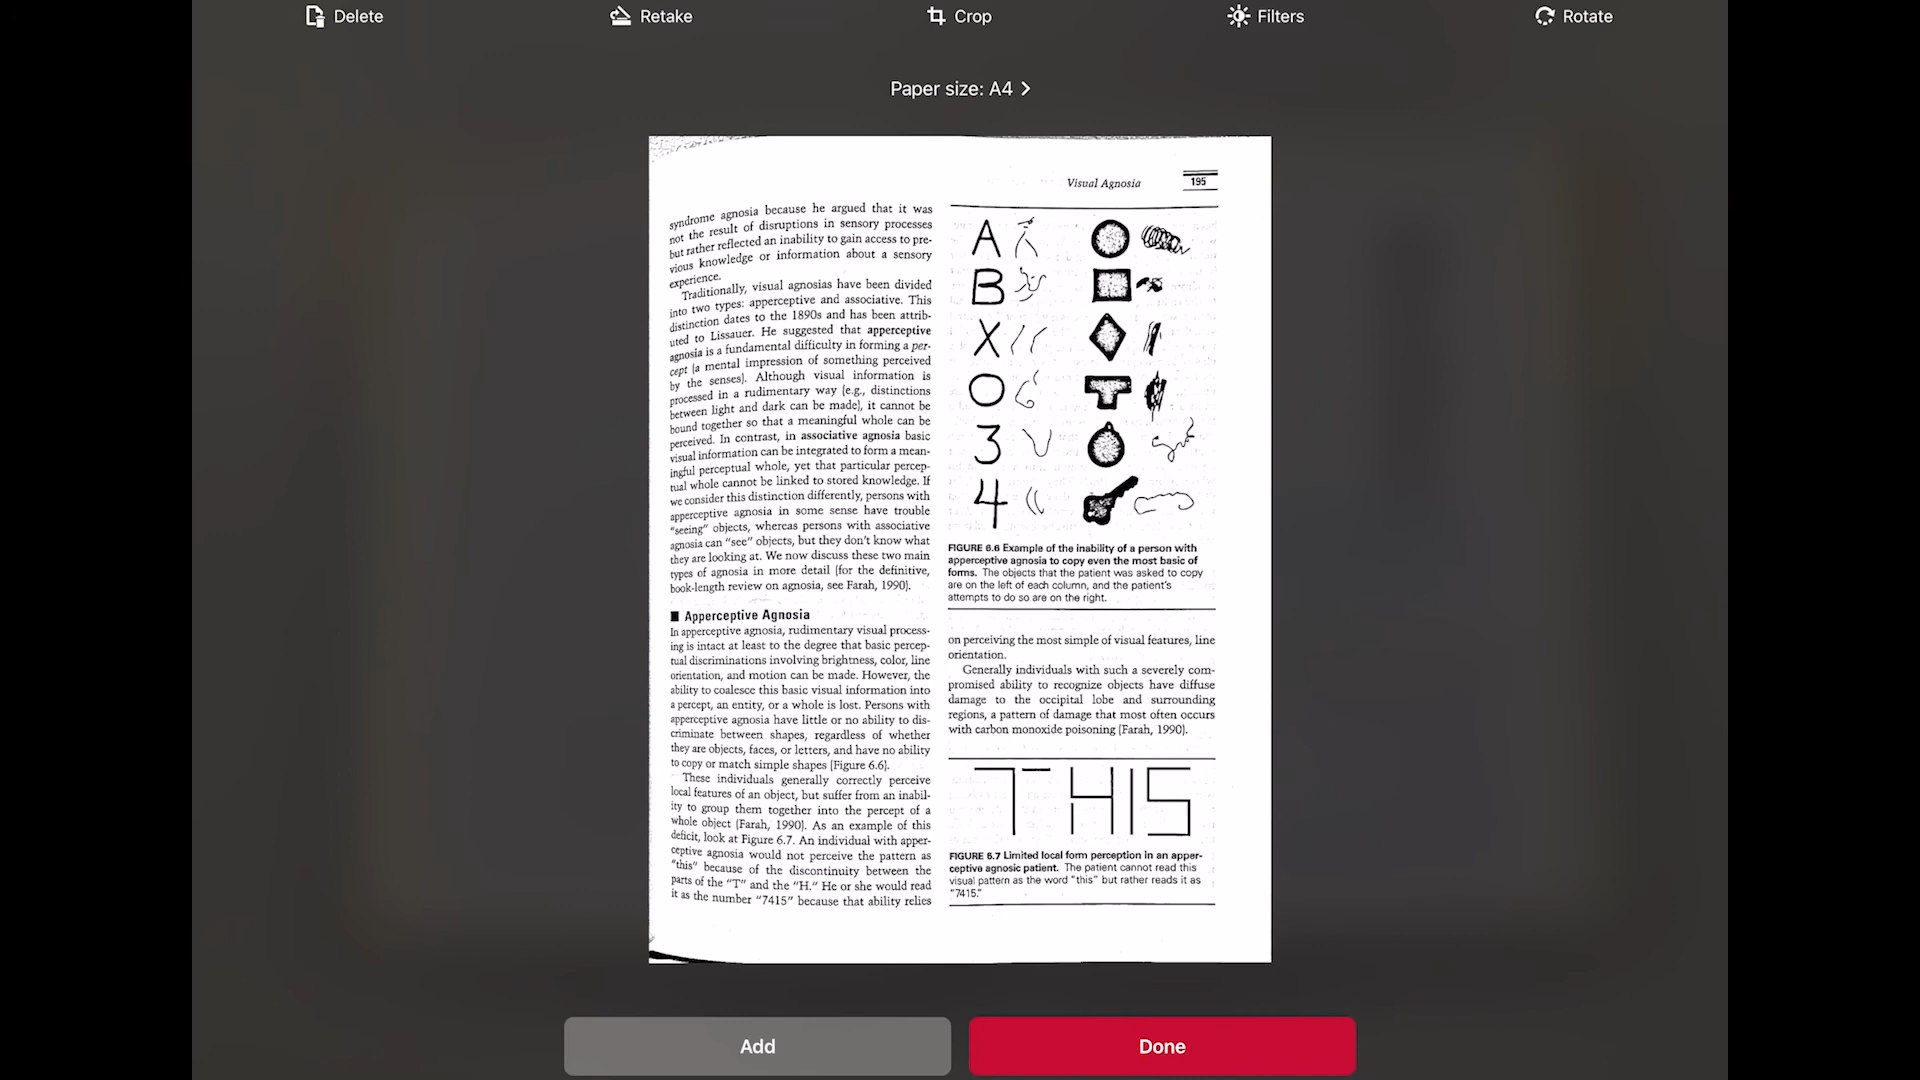 Delete
Retake
Crop
Filters
Rotate
Paper size: A4
Visual Agnosia
195
syndrome agnosia because he argued that it was
not the result of disruptions in sensory processes
but rather reflected an inability to gain access to pre-
vious knowledge or information about a sensory
experience.
Traditionally, visual agnosias have been divided
into two types: apperceptive and associative. This
distinction dates to the 1890s and has been attrib-
uted to Lissauer. He suggested that apperceptive
agnosia is a fundamental difficulty in forming a per-
cept (a mental impression of something perceived
by the senses). Although visual information is
processed in a rudimentary way (e.g., distinctions
between light and dark can be made), it cannot be
bound together so that a meaningful whole can be
perceived. In contrast, in associative agnosia basic
visual information can be integrated to form a mean-
ingful perceptual whole, yet that particular percep-
tual whole cannot be linked to stored knowledge. If
we consider this distinction differently, persons with
apperceptive agnosia in some sense have trouble
"seeing" objects, whereas persons with associative
agnosia can "see" objects, but they don't know what
they are looking at. We now discuss these two main
types of agnosia in more detail (for the definitive,
book-length review on agnosia, see Farah, 1990).
Apperceptive Agnosia
In apperceptive agnosia, rudimentary visual process-
ing is intact at least to the degree that basic percep-
tual discriminations involving brightness, color, line
orientation, and motion can be made. However, the
ability to coalesce this basic visual information into
a percept, an entity, or a whole is lost. Persons with
apperceptive agnosia have little or no ability to dis-
criminate between shapes, regardless of whether
they are objects, faces, or letters, and have no ability
to copy or match simple shapes (Figure 6.6).
These individuals generally correctly perceive
local features of an object, but suffer from an inabil-
ity to group them together into the percept of a
whole object (Farah, 1990). As an example of this
deficit, look at Figure 6.7. An individual with apper-
ceptive agnosia would not perceive the pattern as
"this" because of the discontinuity between the
parts of the "T" and the "H." He or she would read
it as the number "7415" because that ability relies
A
B
X
O
3
4
FIGURE 6.6 Example of the inability of a person with
apperceptive agnosia to copy even the most basic of
forms. The objects that the patient was asked to copy
are on the left of each column, and the patient's
attempts to do so are on the right.
on perceiving the most simple of visual features, line
orientation.
Generally individuals with such a severely com-
promised ability to recognize objects have diffuse
damage to the occipital lobe and surrounding
regions, a pattern of damage that most often occurs
with carbon monoxide poisoning (Farah, 1990).
THIS
FIGURE 6.7 Limited local form perception in an apper-
ceptive agnosic patient. The patient cannot read this
visual pattern as the word "this" but rather reads it as
"7415."
Add
Done